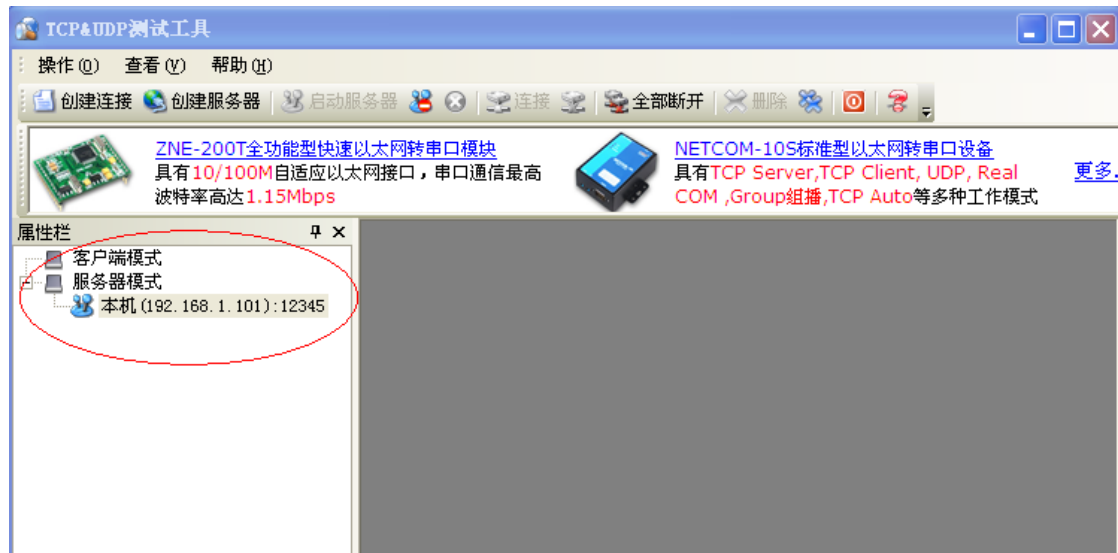 TCP&UDP测试工具
操作(O) 查看(V) 帮助(H)
创建连接 创建服务器 启动服务器 连接 全部断开 删除
ZNE-200T全功能型快速以太网转串口模块
具有10/100M自适应以太网接口，串口通信最高
波特率高达1.15Mbps
NETCOM-10S标准型以太网转串口设备
具有TCP Server,TCP Client, UDP, Real
COM ,Group组播,TCP Auto等多种工作模式
更多.
属性栏
客户端模式
服务器模式
本机(192.168.1.101):12345